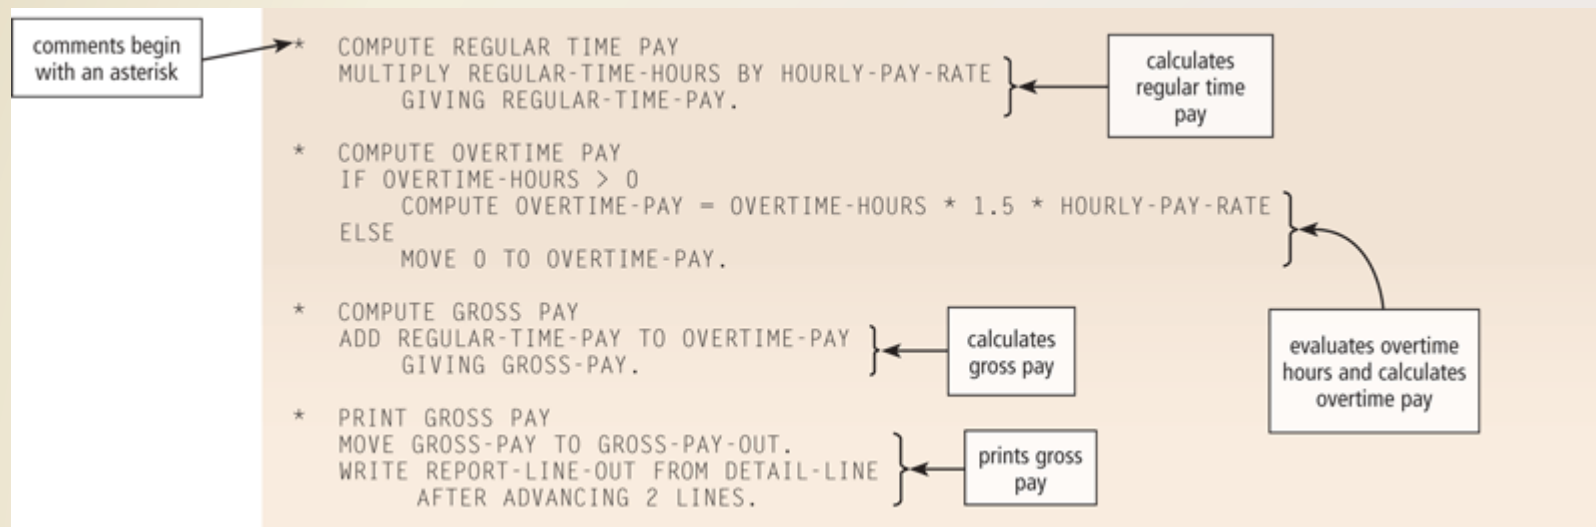 comments begin
with an asterisk
* COMPUTE REGULAR TIME PAY
MULTIPLY REGULAR-TIME-HOURS BY HOURLY-PAY-RATE
GIVING REGULAR-TIME-PAY.
calculates
regular time
pay
* COMPUTE OVERTIME PAY
IF OVERTIME-HOURS > 0
COMPUTE OVERTIME-PAY = OVERTIME-HOURS * 1.5 * HOURLY-PAY-RATE
ELSE
MOVE 0 TO OVERTIME-PAY.
evaluates overtime
hours and calculates
overtime pay
* COMPUTE GROSS PAY
ADD REGULAR-TIME-PAY TO OVERTIME-PAY
GIVING GROSS-PAY.
calculates
gross pay
* PRINT GROSS PAY
MOVE GROSS-PAY TO GROSS-PAY-OUT.
WRITE REPORT-LINE-OUT FROM DETAIL-LINE
AFTER ADVANCING 2 LINES.
prints gross
pay